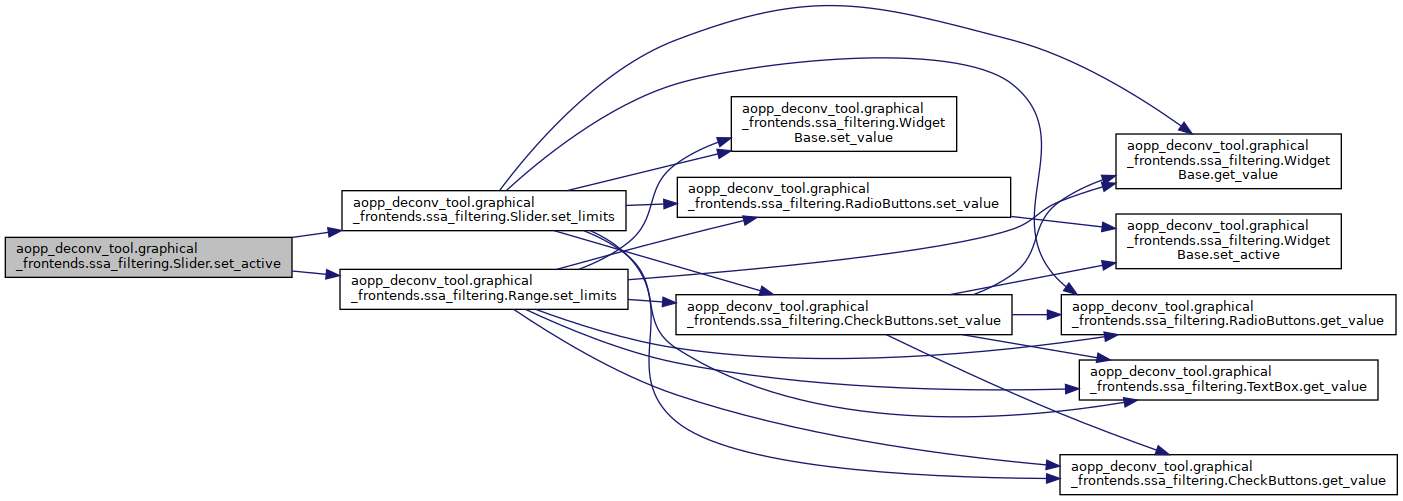 aopp_deconv_tool.graphical
_frontends.ssa_filtering.Slider.set_active
aopp_deconv_tool.graphical
_frontends.ssa_filtering.Slider.set_limits
aopp_deconv_tool.graphical
_frontends.ssa_filtering.Range.set_limits
aopp_deconv_tool.graphical
_frontends.ssa_filtering.Widget
Base.set_value
aopp_deconv_tool.graphical
_frontends.ssa_filtering.RadioButtons.set_value
aopp_deconv_tool.graphical
_frontends.ssa_filtering.CheckButtons.set_value
aopp_deconv_tool.graphical
_frontends.ssa_filtering.Widget
Base.get_value
aopp_deconv_tool.graphical
_frontends.ssa_filtering.Widget
Base.set_active
aopp_deconv_tool.graphical
_frontends.ssa_filtering.RadioButtons.get_value
aopp_deconv_tool.graphical
_frontends.ssa_filtering.TextBox.get_value
aopp_deconv_tool.graphical
_frontends.ssa_filtering.CheckButtons.get_value